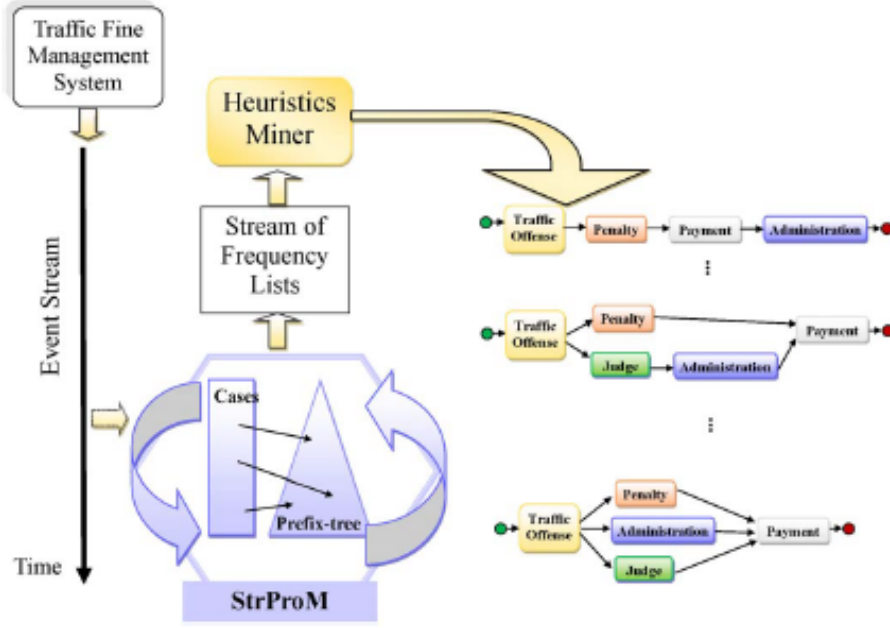 Traffic Fine
Management
System
Heuristics
Miner
Stream of
Frequency
Lists
Event Stream
Time
Cases
Prefix-tree
StrProM
Traffic
Offense
Penalty
Payment
Administration
Traffic
Offense
Penalty
Judge
Administration
Payment
Traffic
Offense
Penalty
Administration
Judge
Payment